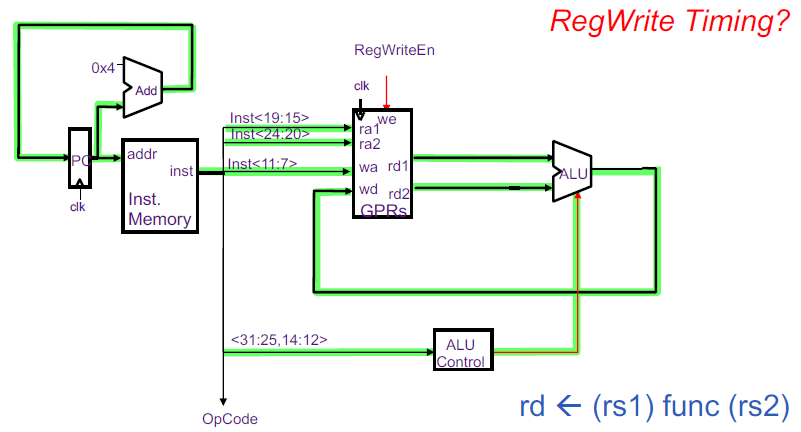 RegWrite Timing?
RegWriteEn
0x4
Add
clk
Inst<19:15>
we
ra1
Inst<24:20>
ra2
PC
addr
inst
Inst<11:7>
wa
rd1
ALU
wd
rd2
clk
Inst.
Memory
GPRs
<31:25,14:12>
ALU
Control
OpCode
rd ← (rs1) func (rs2)